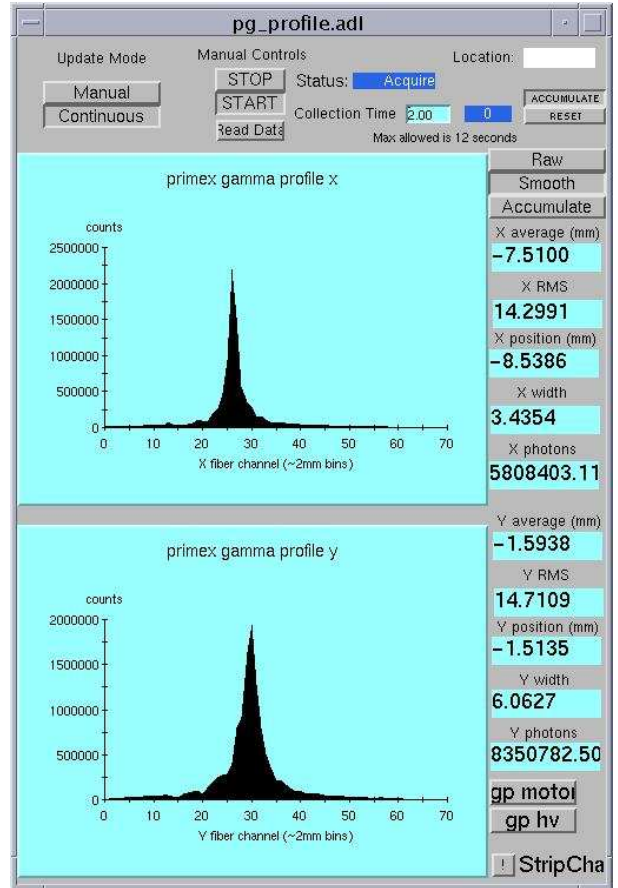 pg_profile.adl
Update Mode
Manual Controls
Location:
Manual
Continuous
STOP
START
Read Data
Status: Acquire
Collection Time 2.00 0
Max allowed is 12 seconds
ACCUMULATE
RESET
primex gamma profile x
counts
2500000
2000000
1500000
1000000
500000
0
0 10 20 30 40 50 60 70
X fiber channel (~2mm bins)
Raw
Smooth
Accumulate
X average (mm)
-7.5100
X RMS
14.2991
X position (mm)
-8.5386
X width
3.4354
X photons
5808403.11
primex gamma profile y
counts
2000000
1500000
1000000
500000
0
0 10 20 30 40 50 60 70
Y fiber channel (~2mm bins)
Y average (mm)
-1.5938
Y RMS
14.7109
Y position (mm)
-1.5135
Y width
6.0627
Y photons
8350782.50
gp motor
gp hv
! StripCha